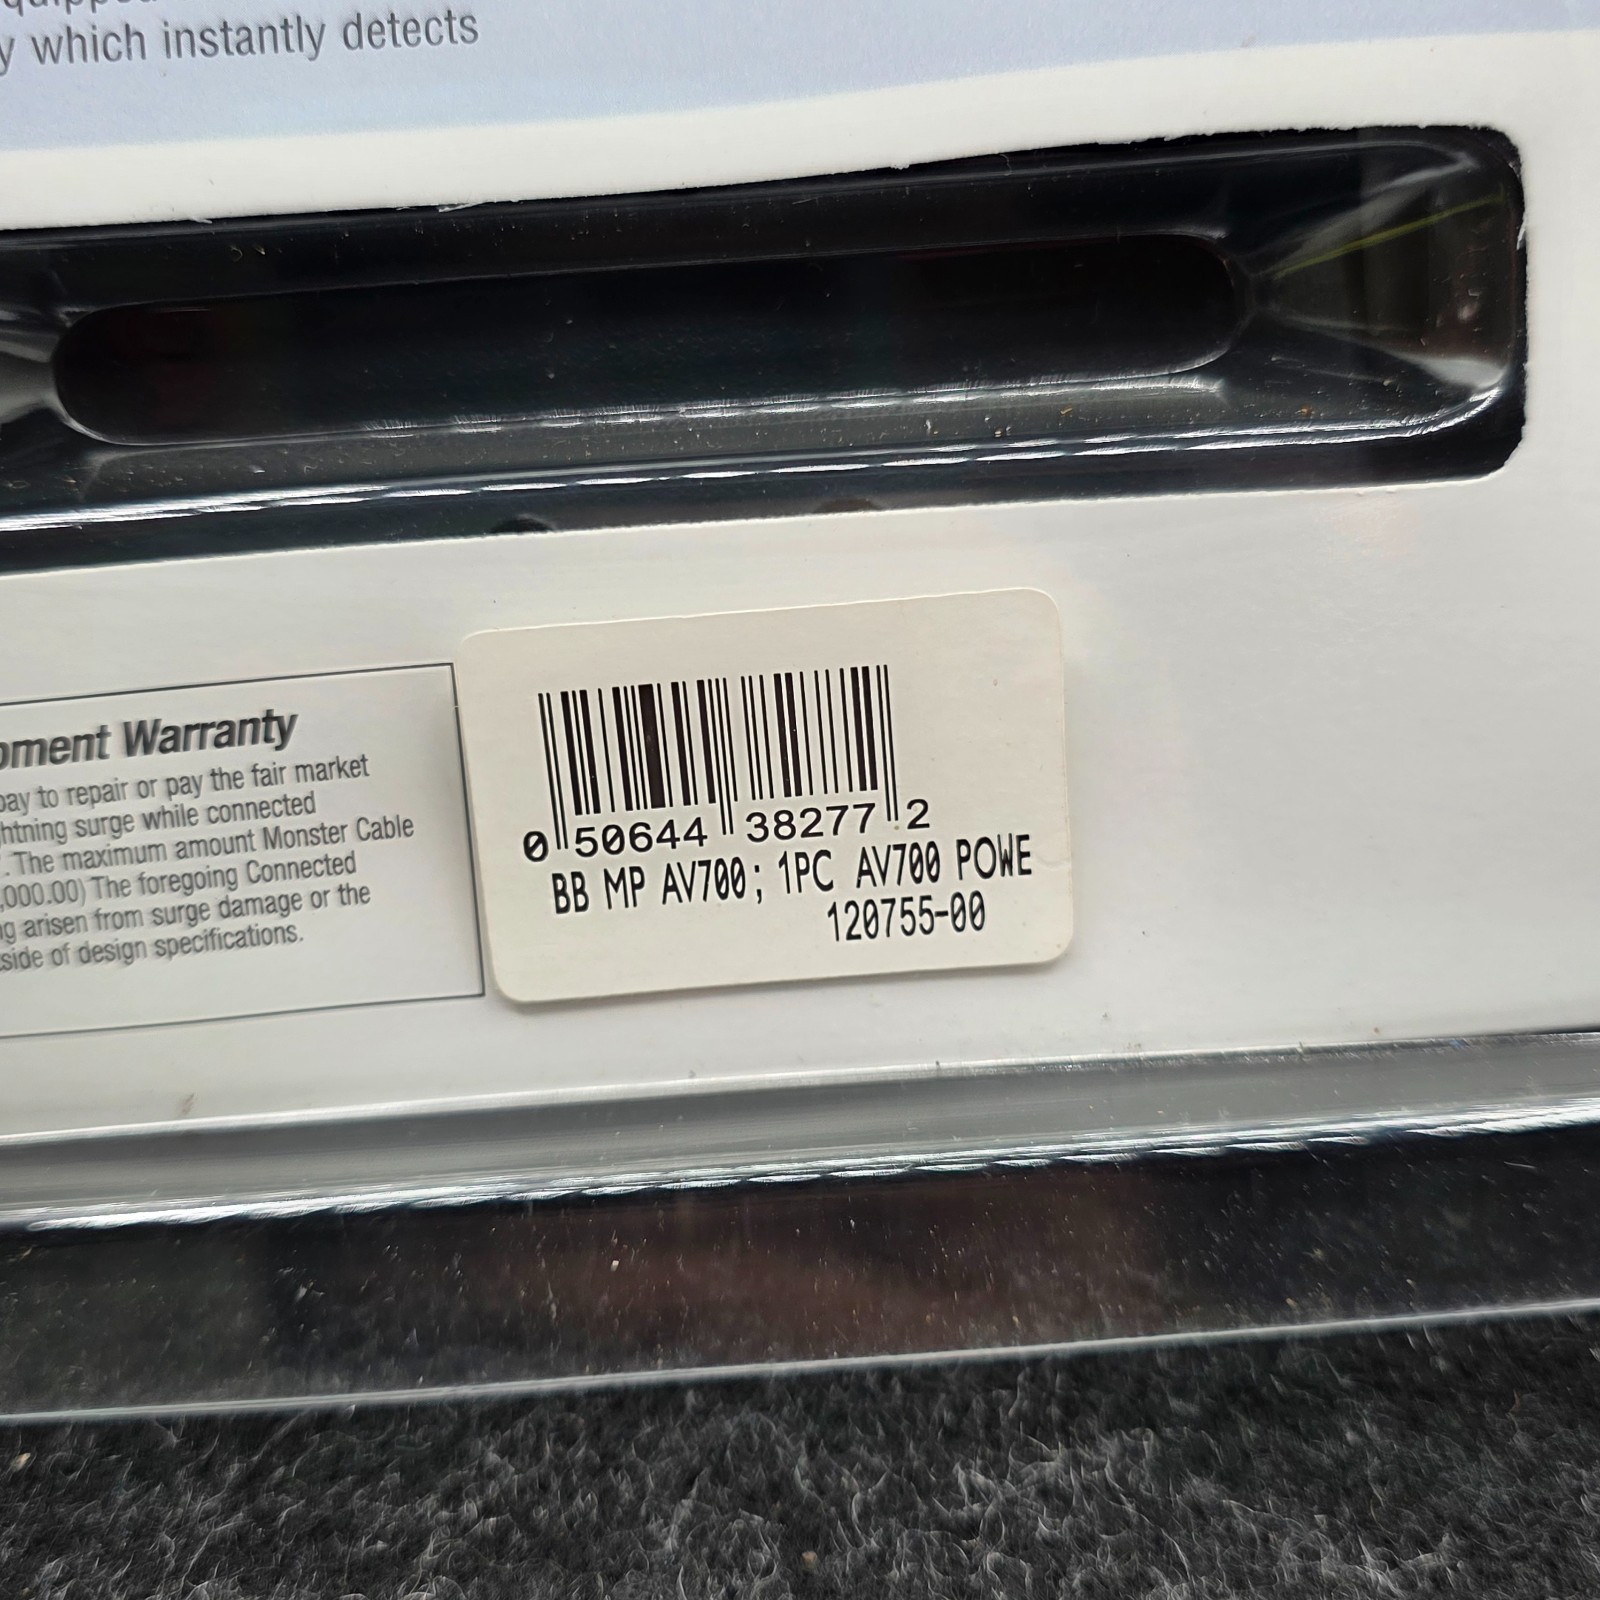 y which instantly detects
Warranty
pay to repair or pay the fair market
surge while connected
. The maximum amount Monster Cable
,000.00) The foregoing Connected
arisen from surge damage or the
side of design specifications.
0 50644 38277 2
BB MP AV700; 1PC AV700 POWE
120755-00